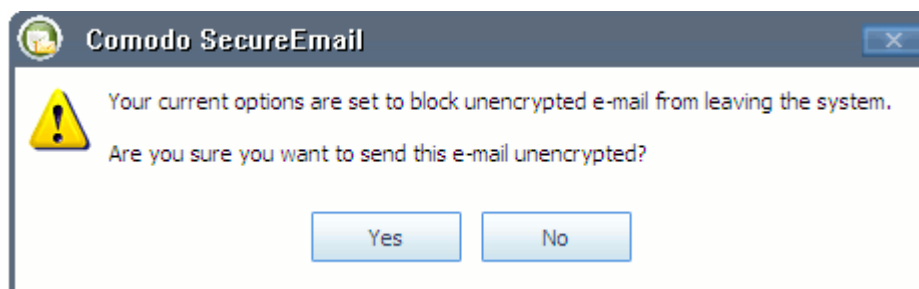 Comodo SecureEmail
Your current options are set to block unencrypted e-mail from leaving the system.
Are you sure you want to send this e-mail unencrypted?
Yes
No